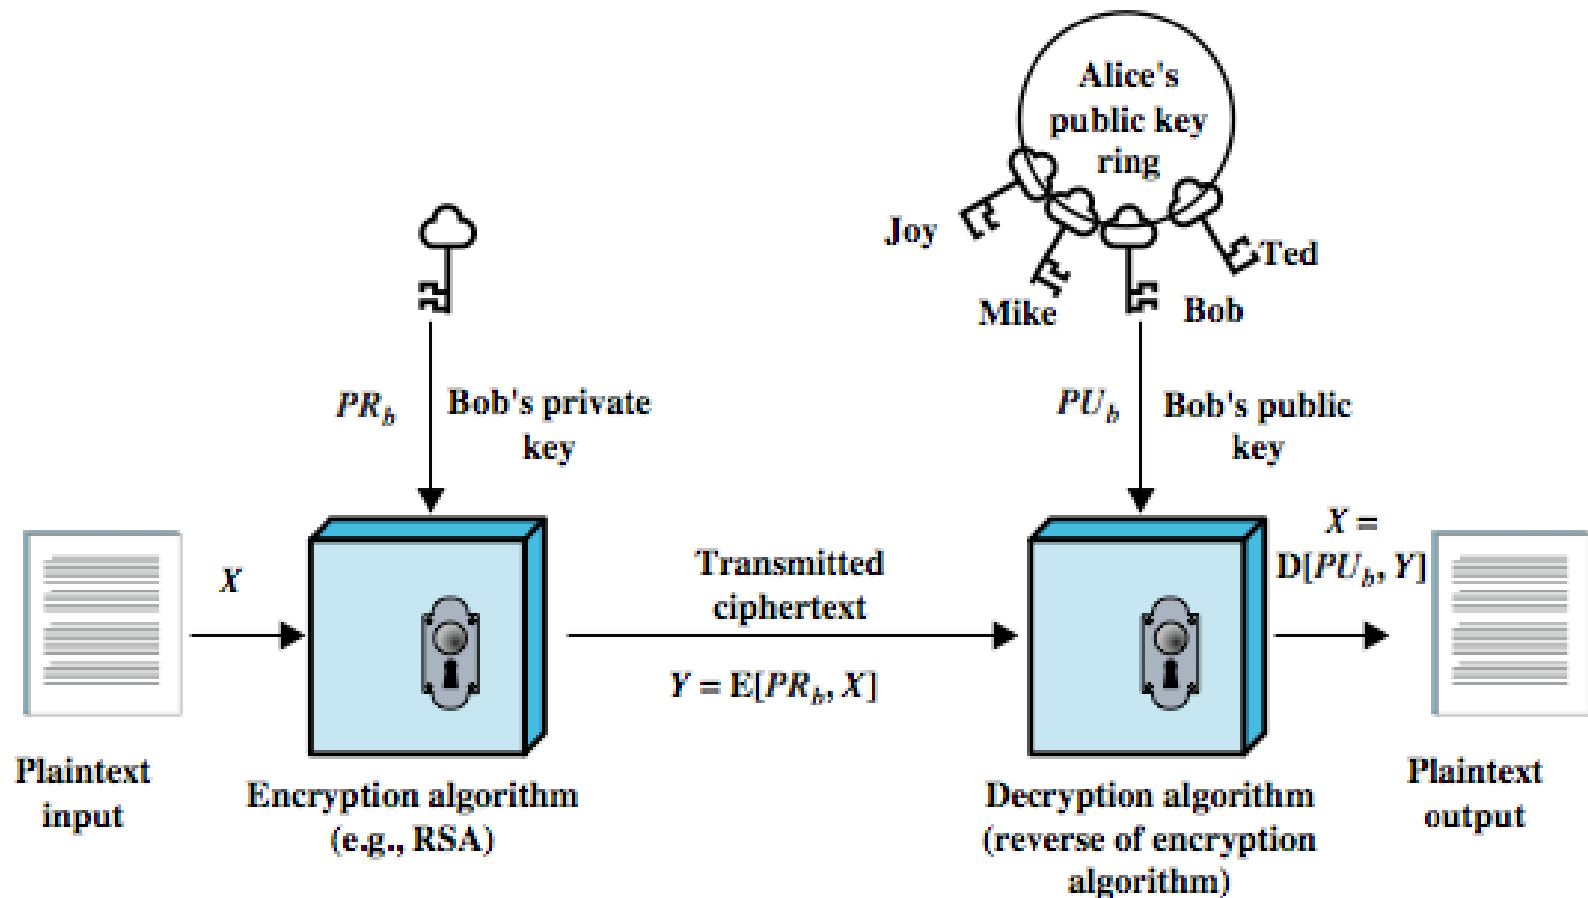 Alice's
public key
ring
Joy
Ted
Mike
Bob
PR_b
Bob's private
key
PU_b
Bob's public
key
X
Transmitted
ciphertext
Y = E[PR_b, X]
X =
D[PU_b, Y]
Plaintext
input
Encryption algorithm
(e.g., RSA)
Decryption algorithm
(reverse of encryption
algorithm)
Plaintext
output